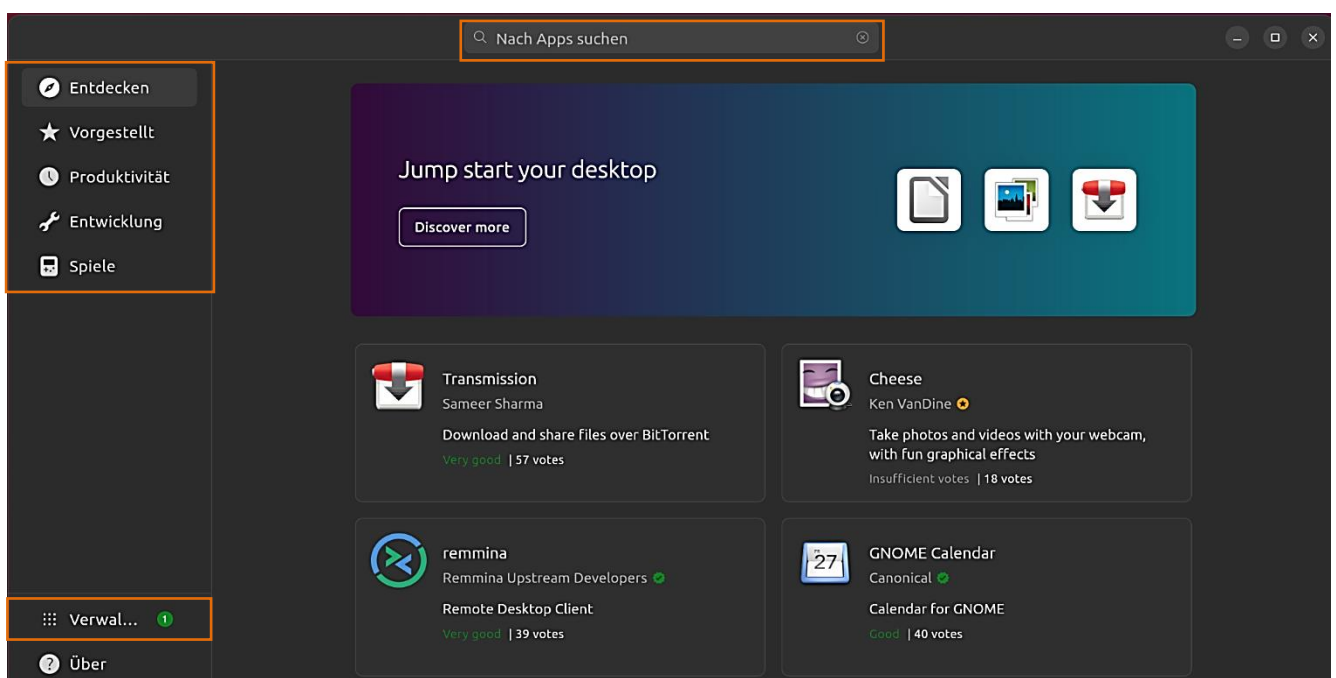 Nach Apps suchen
Entdecken
Vorgestellt
Produktivität
Entwicklung
Spiele
Verwal... 1
Über
Jump start your desktop
Discover more
Transmission
Sameer Sharma
Download and share files over BitTorrent
Very good | 57 votes
Cheese
Ken VanDine
Take photos and videos with your webcam,
with fun graphical effects
Insufficient votes | 18 votes
remmina
Remmina Upstream Developers
Remote Desktop Client
Very good | 39 votes
27
GNOME Calendar
Canonical
Calendar for GNOME
Good | 40 votes